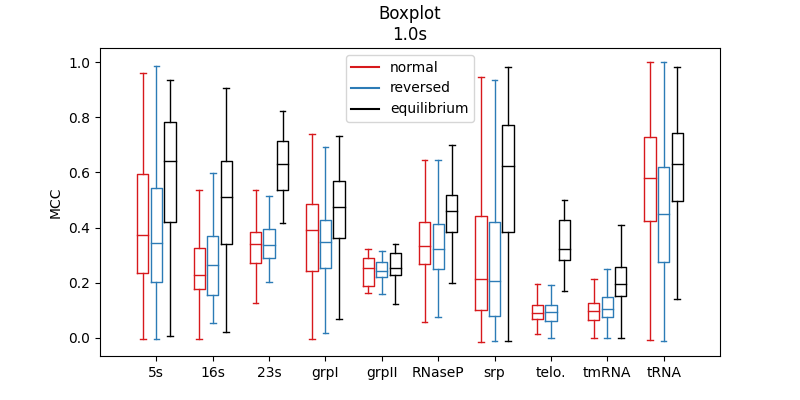 Boxplot
1.0s
normal
reversed
equilibrium
MCC
1.0
0.8
0.6
0.4
0.2
0.0
5s 16s 23s grpI grpII RNaseP srp telo. tmRNA tRNA